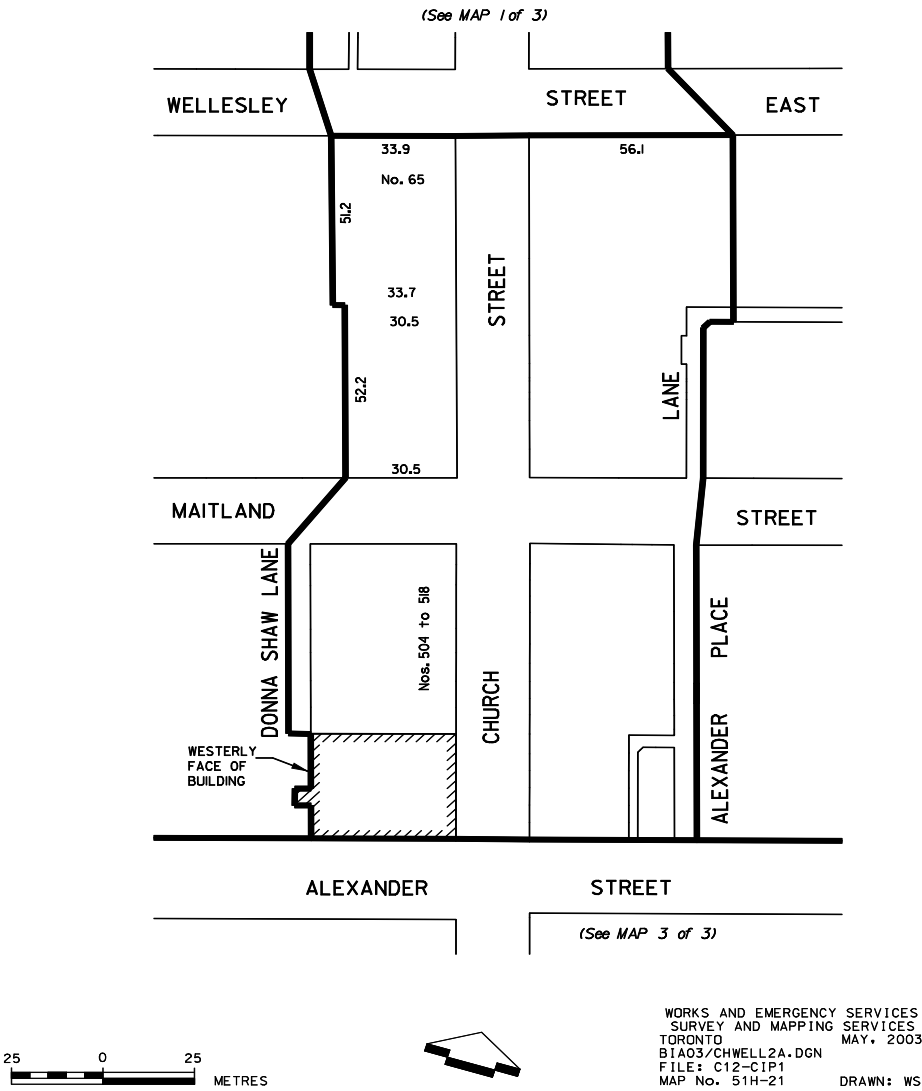 (See MAP 1 of 3)
WELLESLEY STREET EAST
33.9 56.1
No. 65
51.2
STREET
33.7
30.5
52.2
LANE
30.5
MAITLAND STREET
DONNA SHAW LANE
Nos. 504 to 518
CHURCH
ALEXANDER PLACE
WESTERLY
FACE OF
BUILDING
ALEXANDER STREET
(See MAP 3 of 3)
25 0 25
METRES
WORKS AND EMERGENCY SERVICES
SURVEY AND MAPPING SERVICES
TORONTO MAY, 2003
BIA03/CHWELL2A.DGN
FILE: C12-CIP1
MAP No. 51H-21 DRAWN: WS